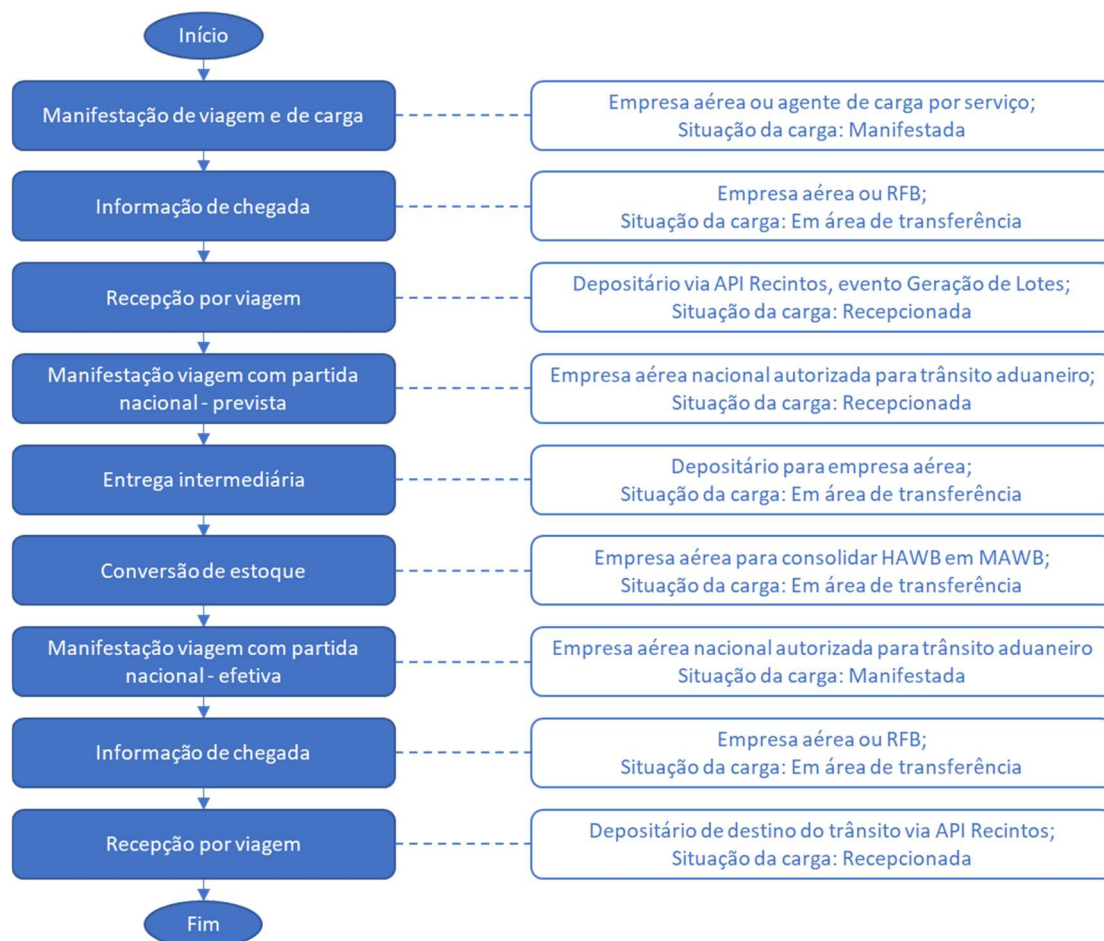 Início
Manifestação de viagem e de carga
Empresa aérea ou agente de carga por serviço;
Situação da carga: Manifestada
Informação de chegada
Empresa aérea ou RFB;
Situação da carga: Em área de transferência
Recepção por viagem
Depositário via API Recintos, evento Geração de Lotes;
Situação da carga: Recepcionada
Manifestação viagem com partida
nacional - prevista
Empresa aérea nacional autorizada para trânsito aduaneiro;
Situação da carga: Recepcionada
Entrega intermediária
Depositário para empresa aérea;
Situação da carga: Em área de transferência
Conversão de estoque
Empresa aérea para consolidar HAWB em MAWB;
Situação da carga: Em área de transferência
Manifestação viagem com partida
nacional - efetiva
Empresa aérea nacional autorizada para trânsito aduaneiro
Situação da carga: Manifestada
Informação de chegada
Empresa aérea ou RFB;
Situação da carga: Em área de transferência
Recepção por viagem
Depositário de destino do trânsito via API Recintos;
Situação da carga: Recepcionada
Fim